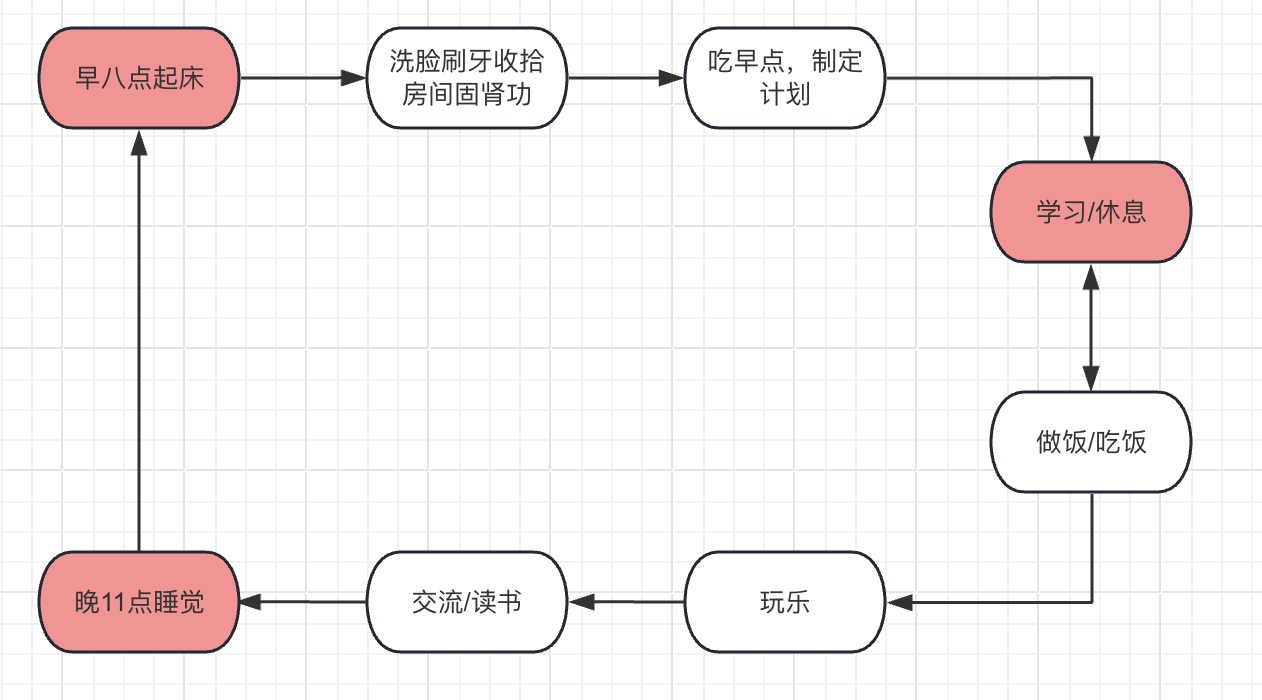 早八点起床
洗脸刷牙收拾
房间固肾功
吃早点，制定
计划
学习/休息
做饭/吃饭
玩乐
交流/读书
晚11点睡觉